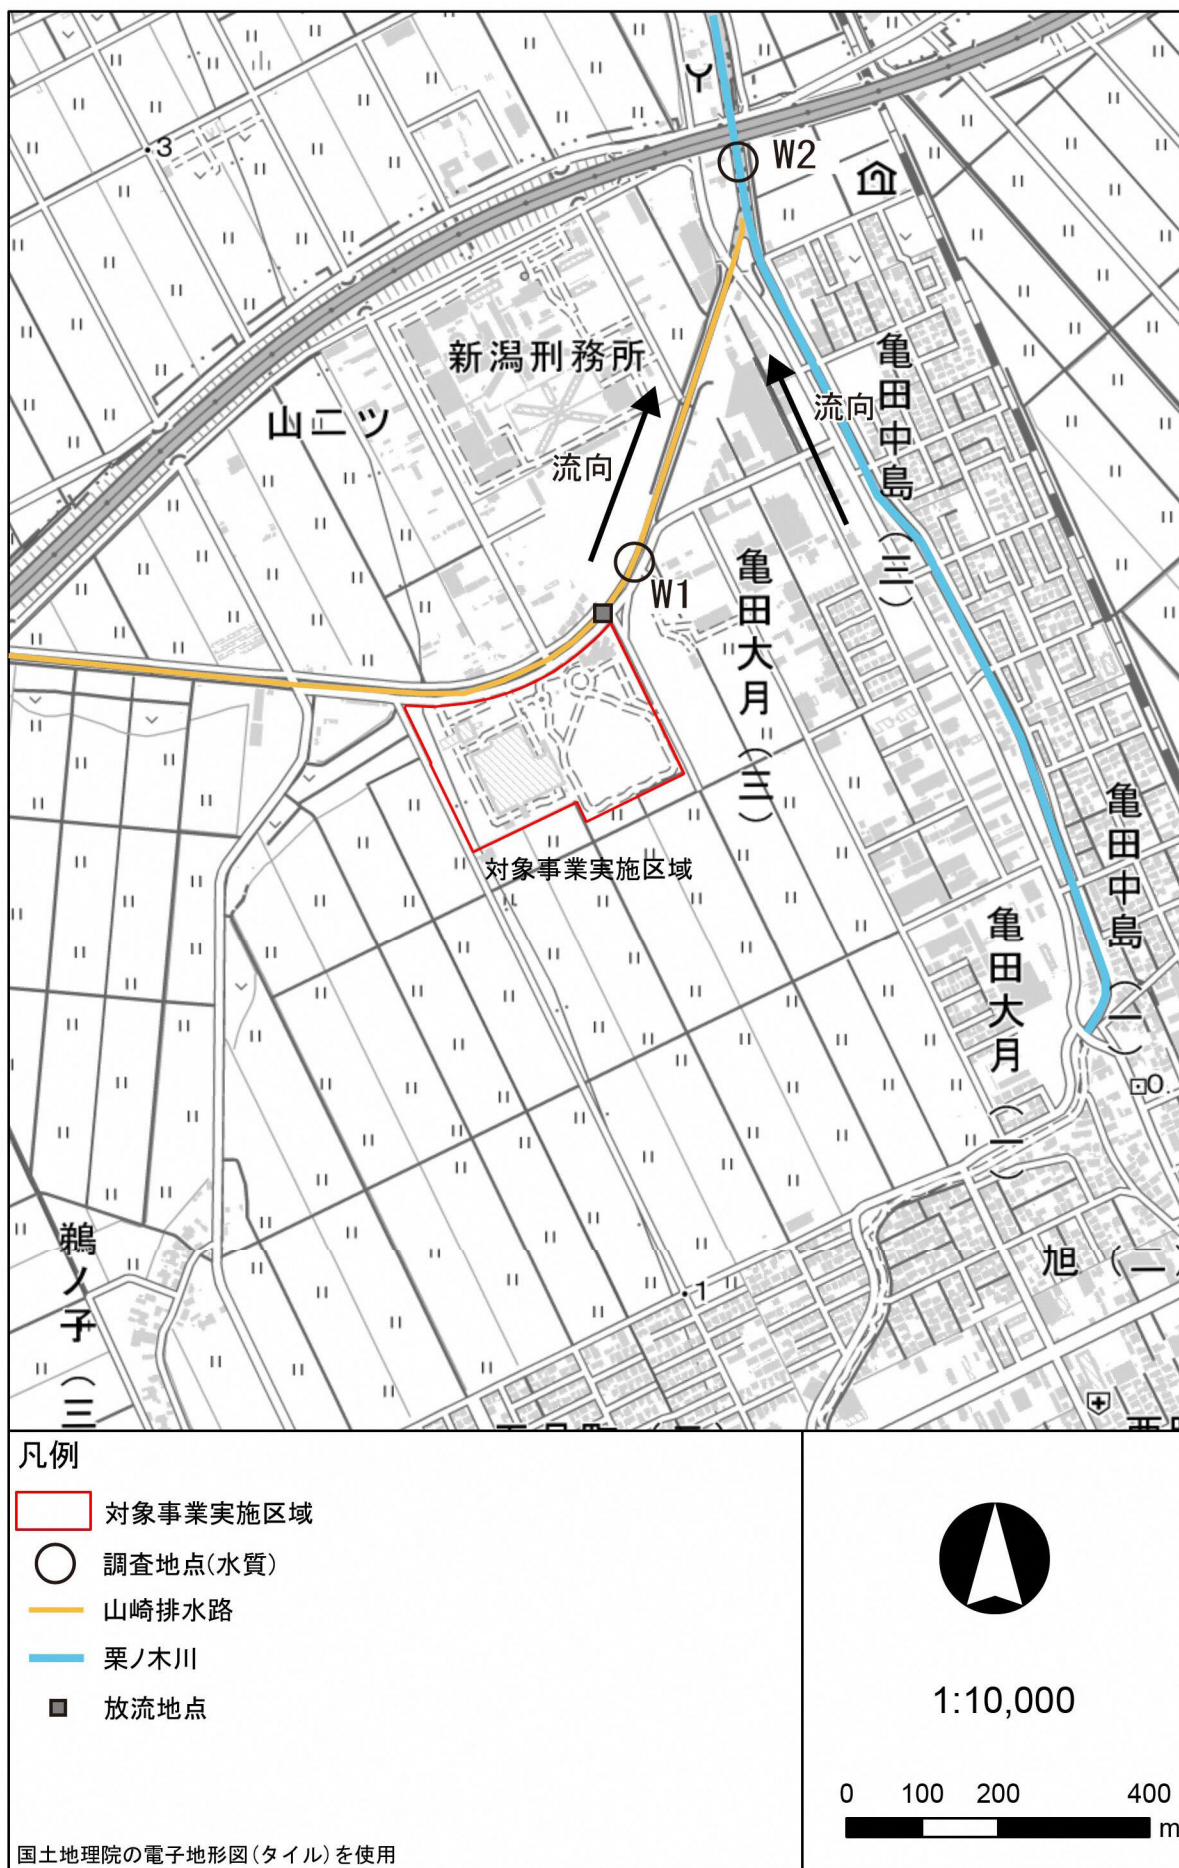 W2
・3
新潟刑務所
山二ツ
流向
流向
亀田中島(三)
W1
亀田大月(三)
対象事業実施区域
亀田中島(一)
亀田大月(一)
0.
鵜ノ子(三
・1
旭(二)
凡例
対象事業実施区域
調査地点(水質)
山崎排水路
栗ノ木川
放流地点
1:10,000
0 100 200 400
m
国土地理院の電子地形図(タイル)を使用